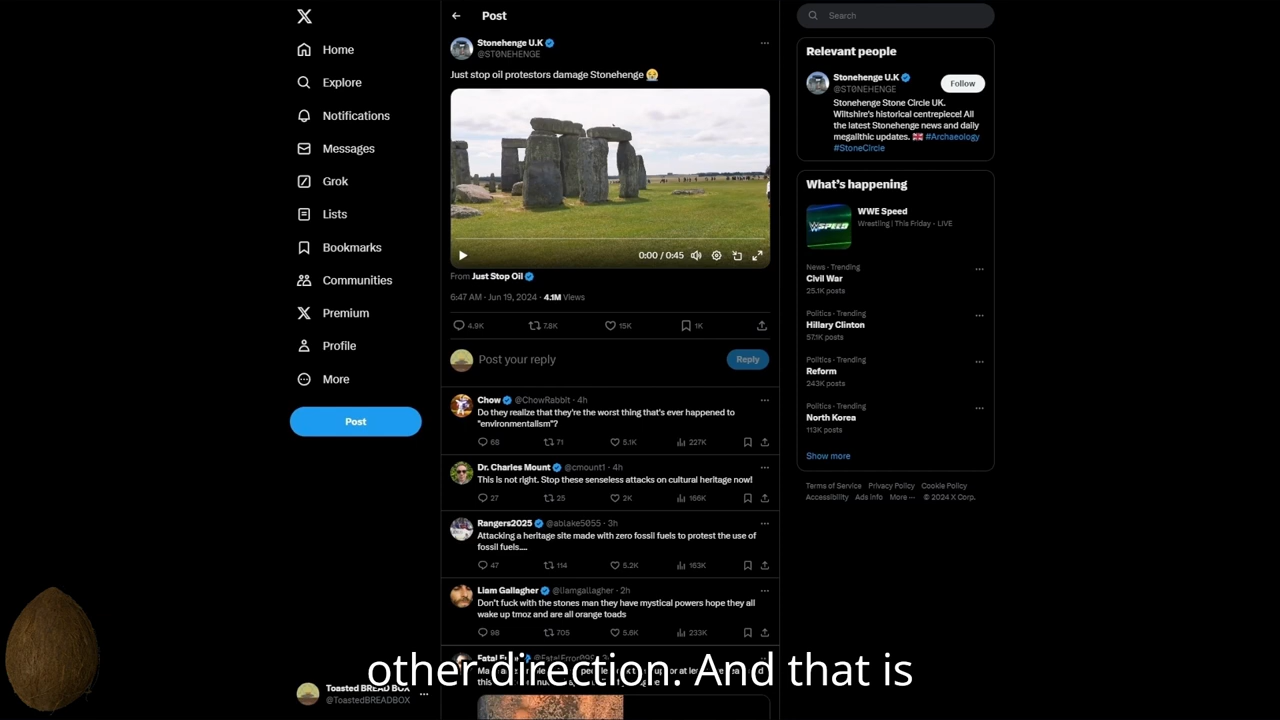 Home
Explore
Notifications
Messages
Grok
Lists
Bookmarks
Communities
Premium
Profile
More
Post
Toasted BREAD BOX
@ToastedBREADBOX
Post
Stonehenge U.K
@ST0NEHENGE
Just stop oil protestors damage Stonehenge
0:00 / 0:45
From Just Stop Oil
6:47 AM · Jun 19, 2024 · 4.1M Views
4.9K 7.8K 15K 1K
Post your reply
Reply
Chow @ChowRabbit · 4h
Do they realize that they're the worst thing that's ever happened to
"environmentalism"?
68 71 5.1K 227K
Dr. Charles Mount @cmount1 · 4h
This is not right. Stop these senseless attacks on cultural heritage now!
27 25 2K 166K
Rangers2025 @ablake5055 · 3h
Attacking a heritage site made with zero fossil fuels to protest the use of
fossil fuels....
47 114 5.2K 163K
Liam Gallagher @liamgallagher · 2h
Don't fuck with the stones man they have mystical powers hope they all
wake up tmoz and are all orange toads
98 705 5.6K 233K
other direction. And that is
Search
Relevant people
Stonehenge U.K
@ST0NEHENGE
Follow
Stonehenge Stone Circle UK.
Wiltshire's historical centrepiece! All
the latest Stonehenge news and daily
megalithic updates. #Archaeology
#StoneCircle
What's happening
WWE Speed
Wrestling | This Friday - LIVE
SPEED
News · Trending
Civil War
25.1K posts
Politics · Trending
Hillary Clinton
57.1K posts
Politics · Trending
Reform
243K posts
Politics · Trending
North Korea
113K posts
Show more
Terms of Service Privacy Policy Cookie Policy
Accessibility Ads info More ··· © 2024 X Corp.